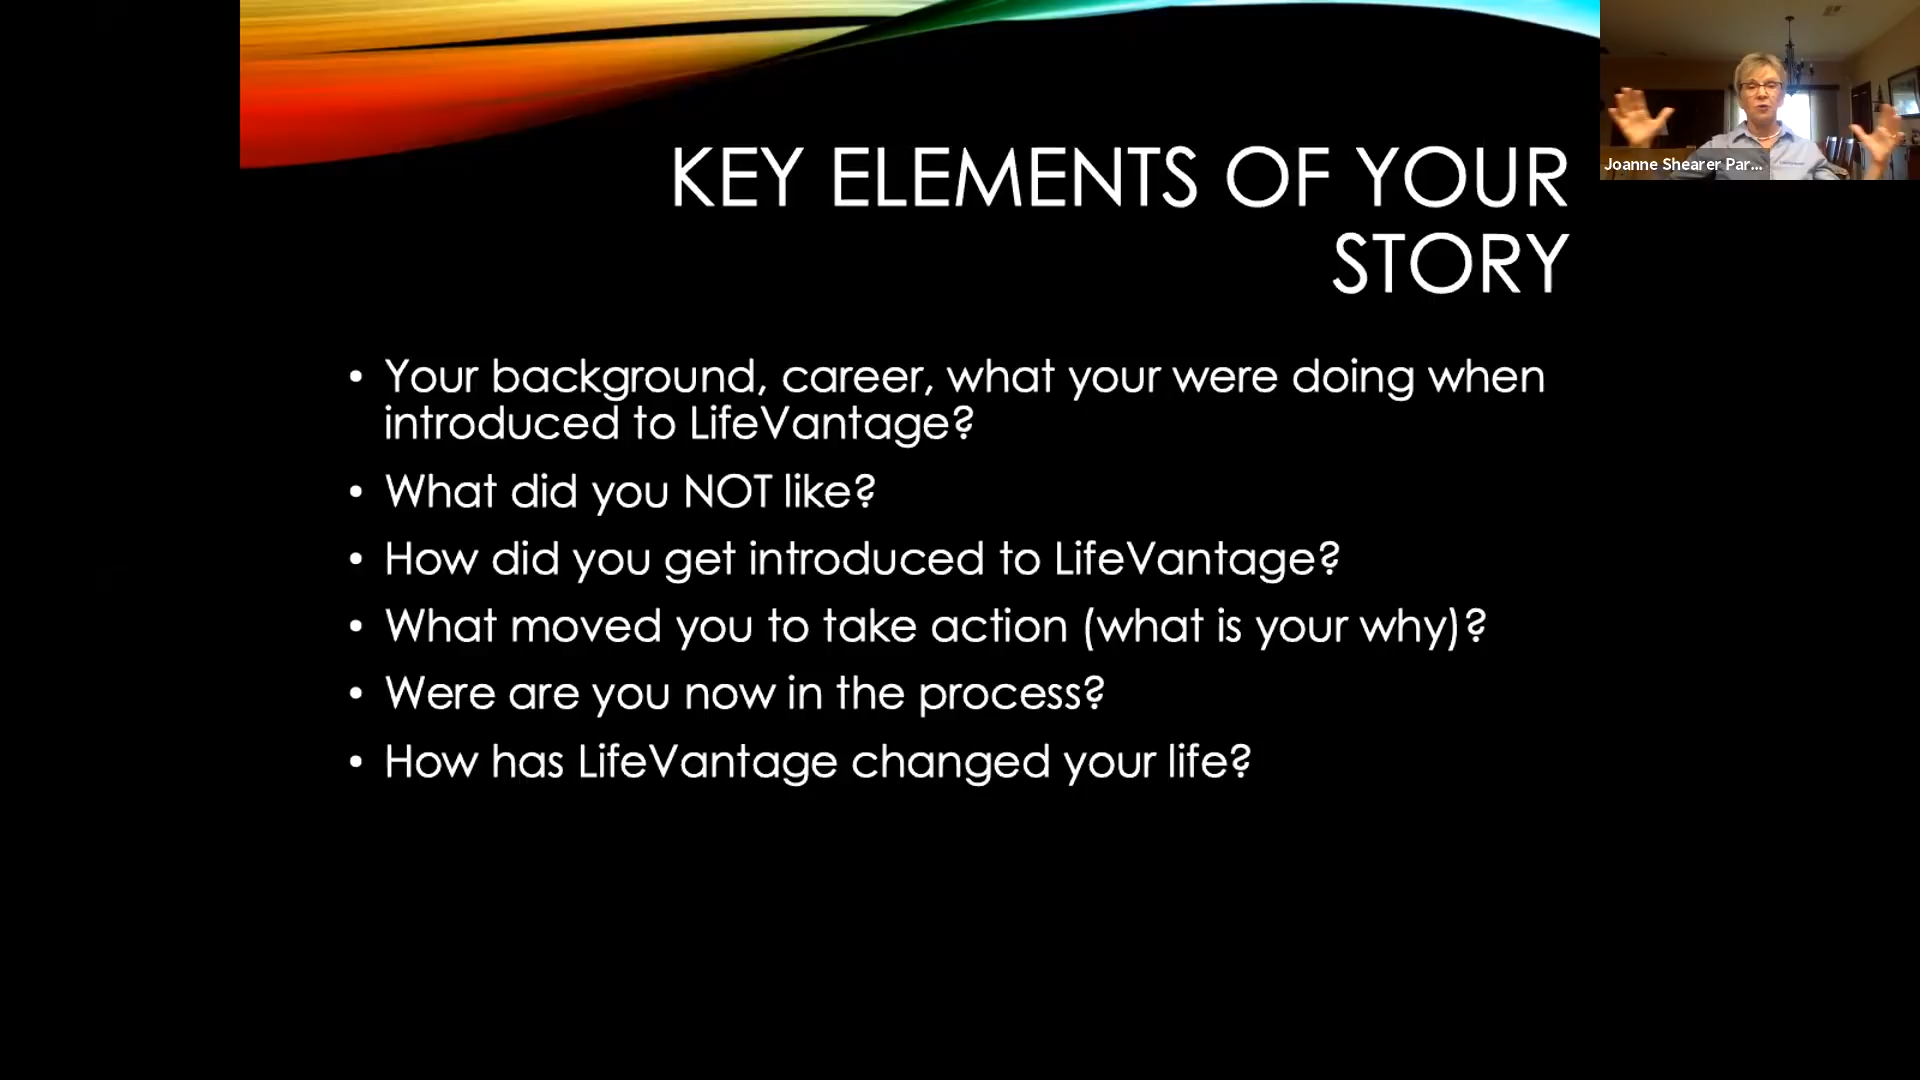 KEY ELEMENTS OF YOUR
STORY
• Your background, career, what your were doing when
introduced to LifeVantage?
• What did you NOT like?
• How did you get introduced to LifeVantage?
• What moved you to take action (what is your why)?
• Were are you now in the process?
• How has LifeVantage changed your life?
Joanne Shearer Par...